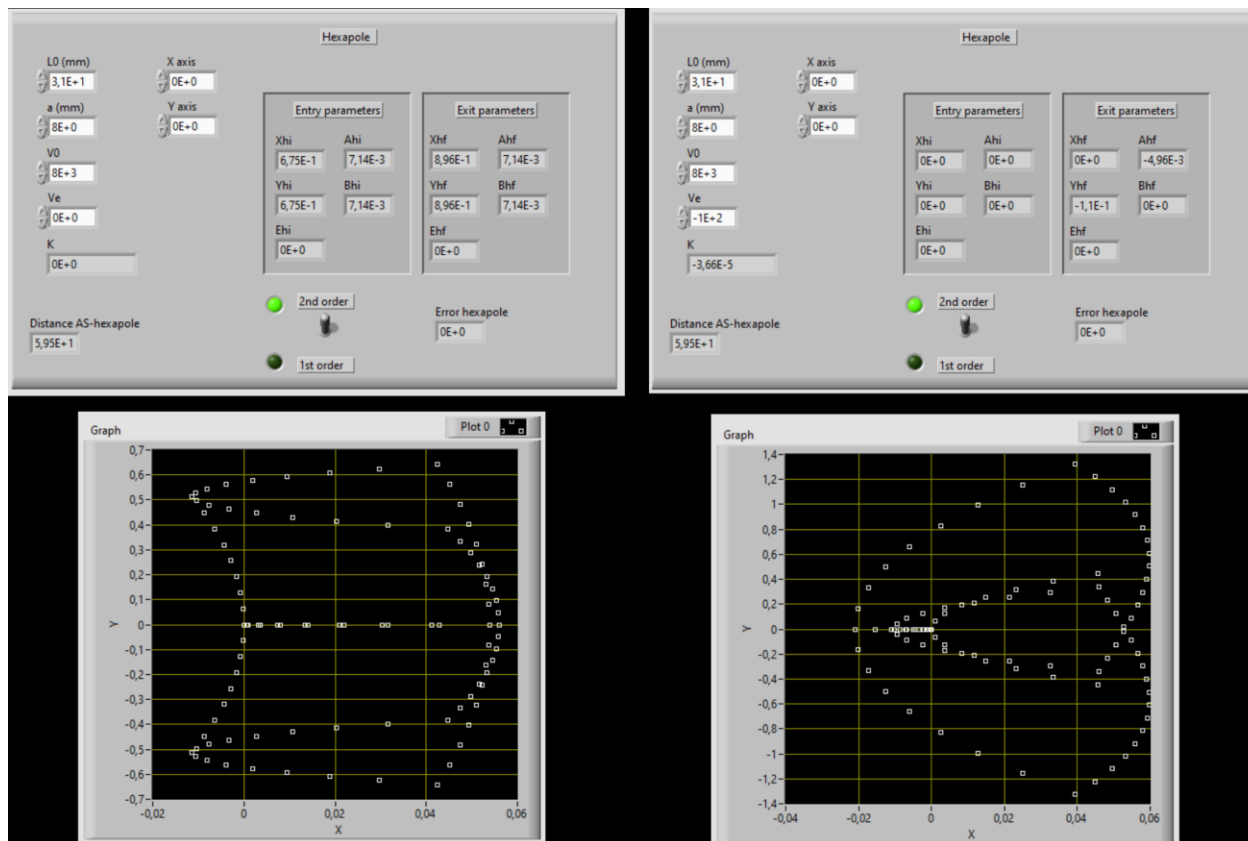 Hexapole
L0 (mm) X axis
3,1E+1 0E+0
a (mm) Y axis
8E+0 0E+0
V0
8E+3
Ve
0E+0
K
0E+0
Entry parameters
Xhi Ahi
6,75E-1 7,14E-3
Yhi Bhi
6,75E-1 7,14E-3
Ehi
0E+0
Exit parameters
Xhf Ahf
8,96E-1 7,14E-3
Yhf Bhf
8,96E-1 7,14E-3
Ehf
0E+0
2nd order
1st order
Distance AS-hexapole
5,95E+1
Error hexapole
0E+0
Hexapole
L0 (mm) X axis
3,1E+1 0E+0
a (mm) Y axis
8E+0 0E+0
V0
8E+3
Ve
-1E+2
K
-3,66E-5
Entry parameters
Xhi Ahi
0E+0 0E+0
Yhi Bhi
0E+0 0E+0
Ehi
0E+0
Exit parameters
Xhf Ahf
0E+0 -4,96E-3
Yhf Bhf
-1,1E-1 0E+0
Ehf
0E+0
2nd order
1st order
Distance AS-hexapole
5,95E+1
Error hexapole
0E+0
Graph Plot 0
0,7
0,6
0,5
0,4
0,3
0,2
0,1
0
-0,1
-0,2
-0,3
-0,4
-0,5
-0,6
-0,7
Y
-0,02 0 0,02 0,04 0,06
X
Graph Plot 0
1,4
1,2
1
0,8
0,6
0,4
0,2
0
-0,2
-0,4
-0,6
-0,8
-1
-1,2
-1,4
Y
-0,04 -0,02 0 0,02 0,04 0,06
X